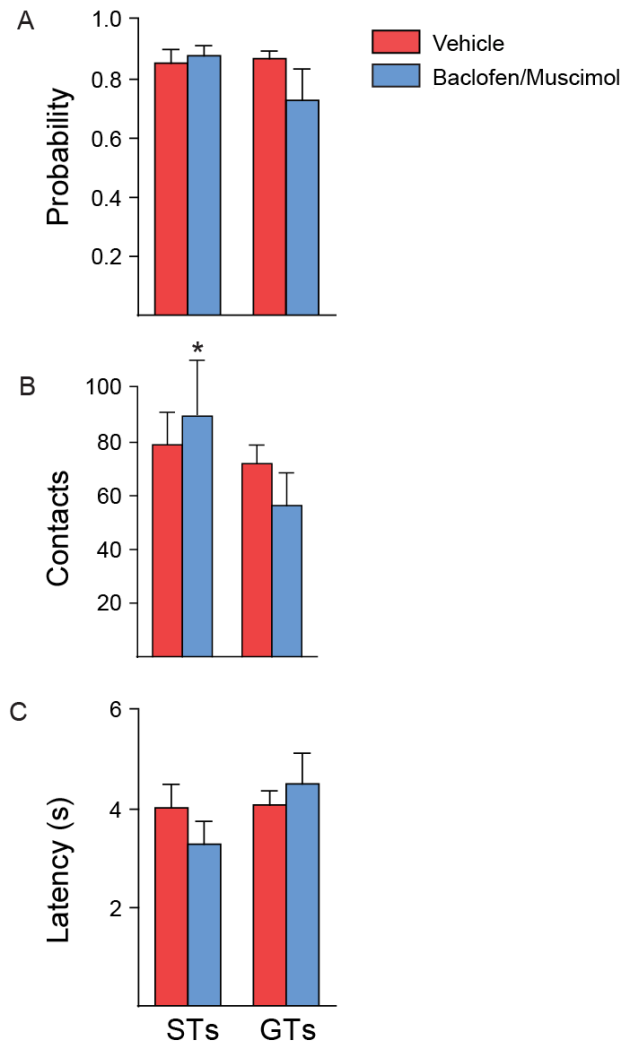 A
1.0
0.8
0.6
0.4
0.2
Probability
Vehicle
Baclofen/Muscimol
B
*
100
80
60
40
20
Contacts
C
6
4
2
Latency (s)
STs GTs